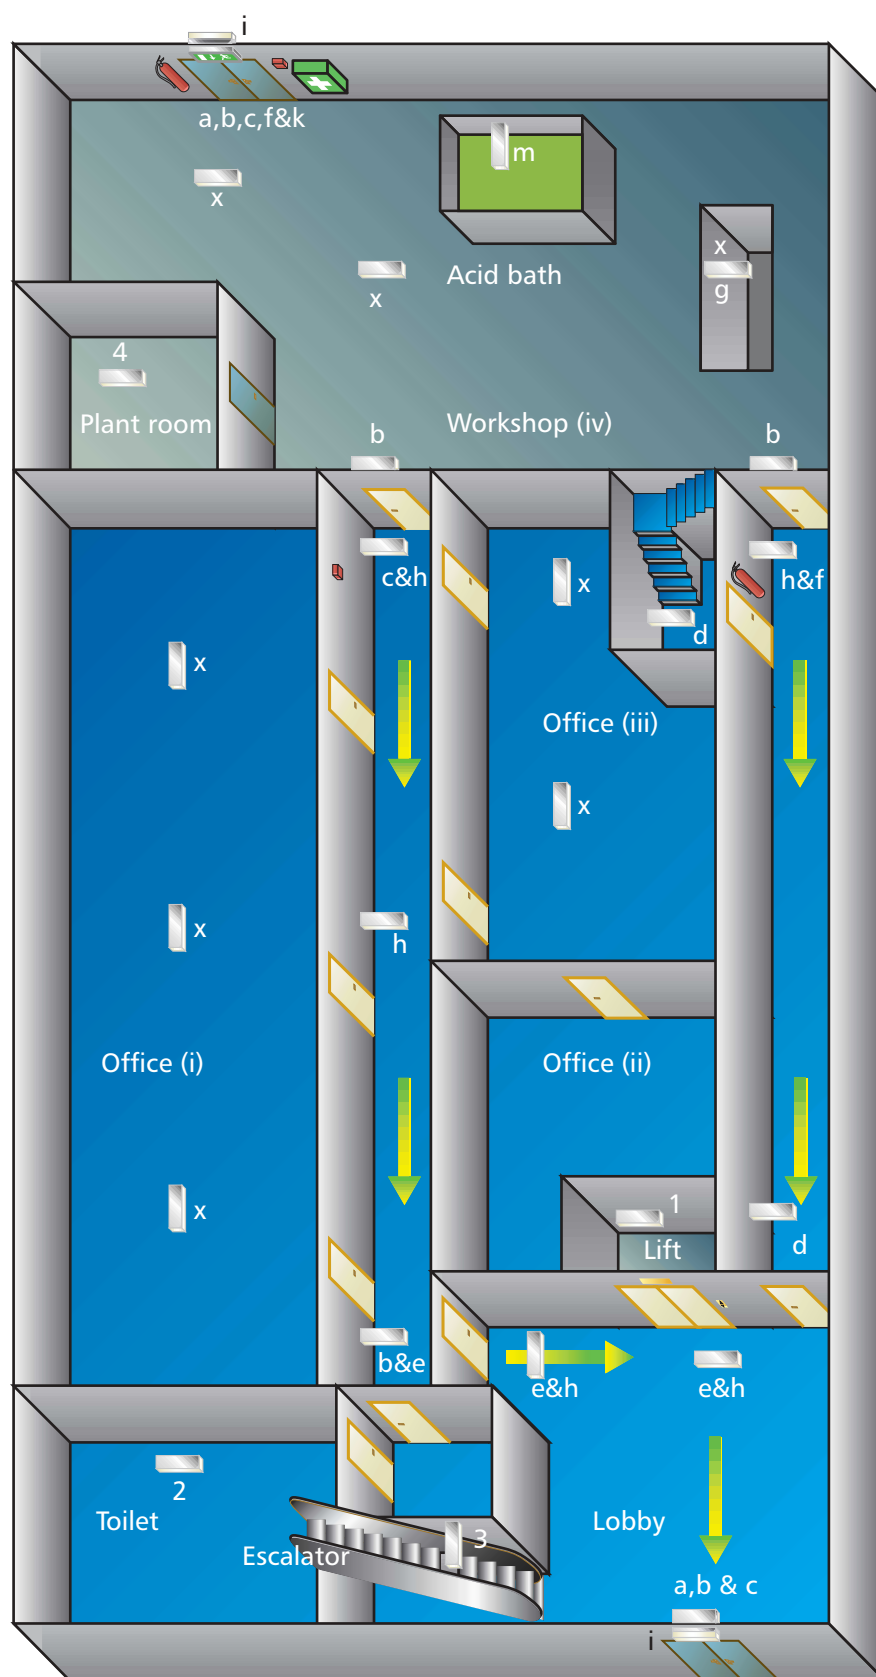 i
a,b,c,f&k
m
x
x
x
g
Acid bath
4
Plant room
Workshop (iv)
b
b
c&h
h&f
x
d
x
Office (iii)
x
x
h
Office (i)
Office (ii)
x
1
Lift
d
b&e
e&h
e&h
2
Toilet
Escalator
3
Lobby
a,b & c
i